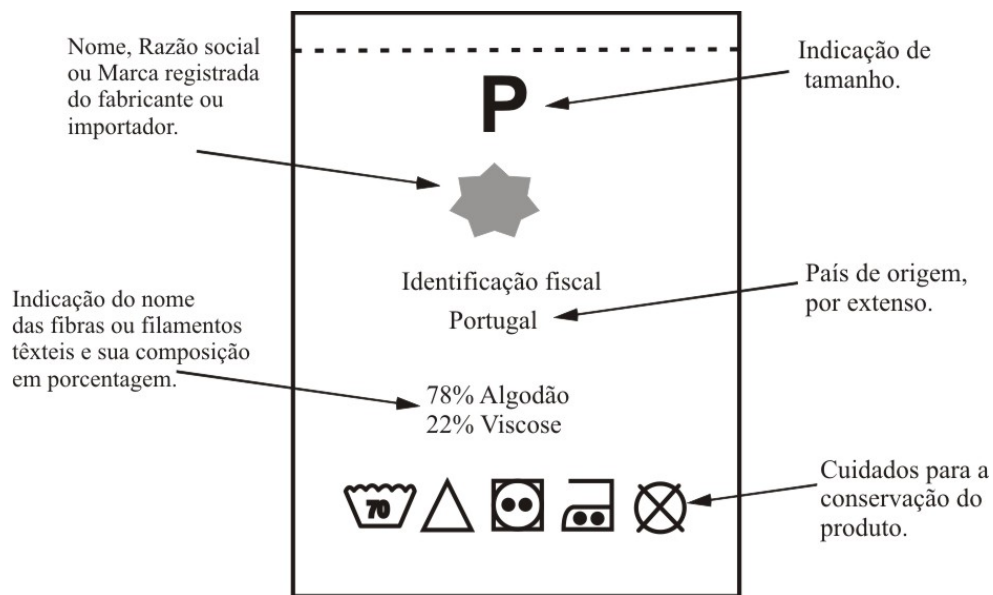 Nome, Razão social
ou Marca registrada
do fabricante ou
importador.
Indicação de
tamanho.
P
Identificação fiscal
Portugal
País de origem,
por extenso.
Indicação do nome
das fibras ou filamentos
têxteis e sua composição
em porcentagem.
78% Algodão
22% Viscose
70
Cuidados para a
conservação do
produto.